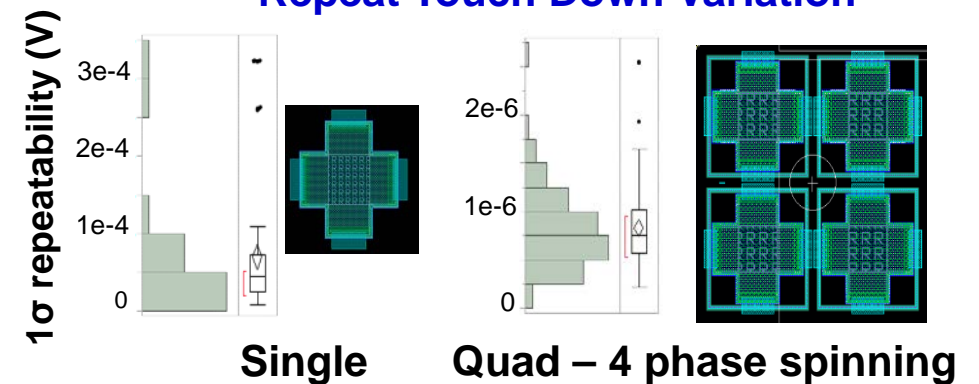 Repeat Touch Down Variation
1σ repeatability (V)
3e-4
2e-4
1e-4
0
2e-6
1e-6
0
Single
Quad – 4 phase spinning